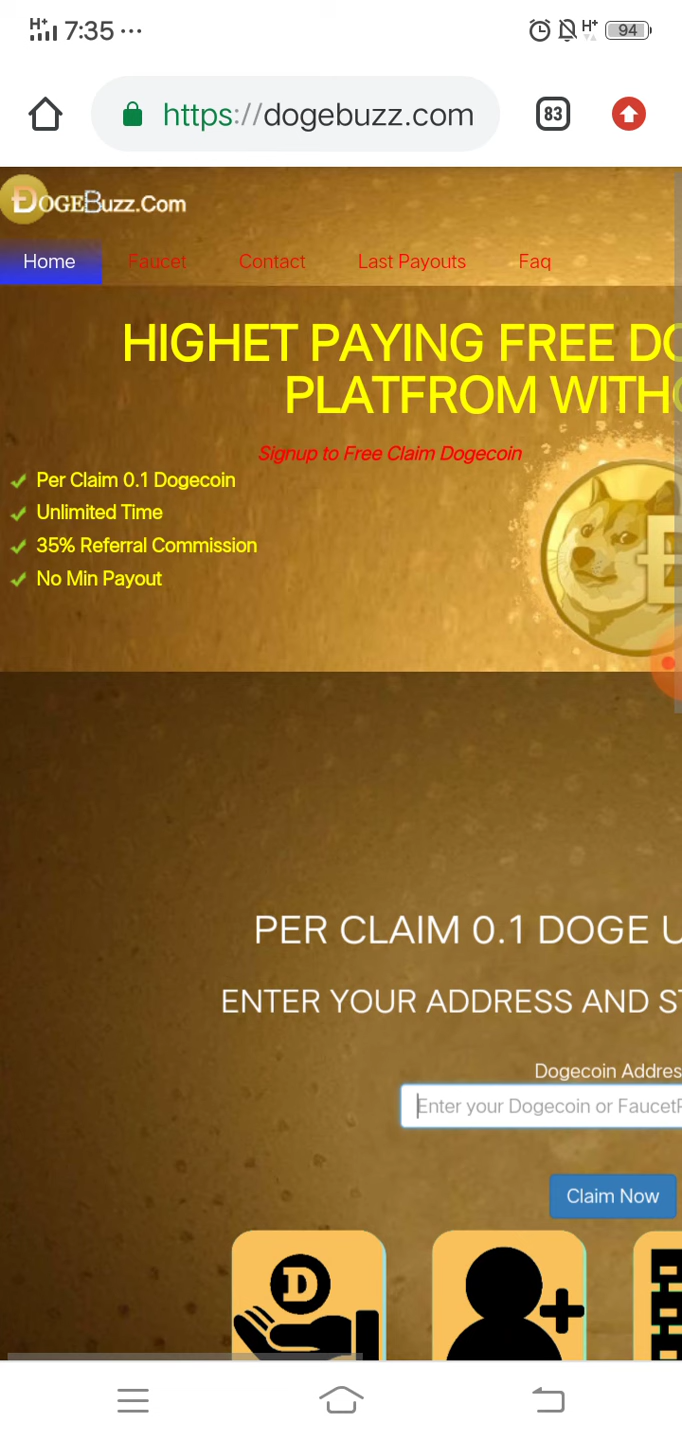 H+ 7:35 ··· H+ 94
https://dogebuzz.com 83
ĐOGEBUZZ.COM
Home Faucet Contact Last Payouts Faq
HIGHET PAYING FREE DO
PLATFROM WITH
Signup to Free Claim Dogecoin
Per Claim 0.1 Dogecoin
Unlimited Time
35% Referral Commission
No Min Payout
PER CLAIM 0.1 DOGE U
ENTER YOUR ADDRESS AND ST
Dogecoin Addres
Enter your Dogecoin or Faucet
Claim Now
D